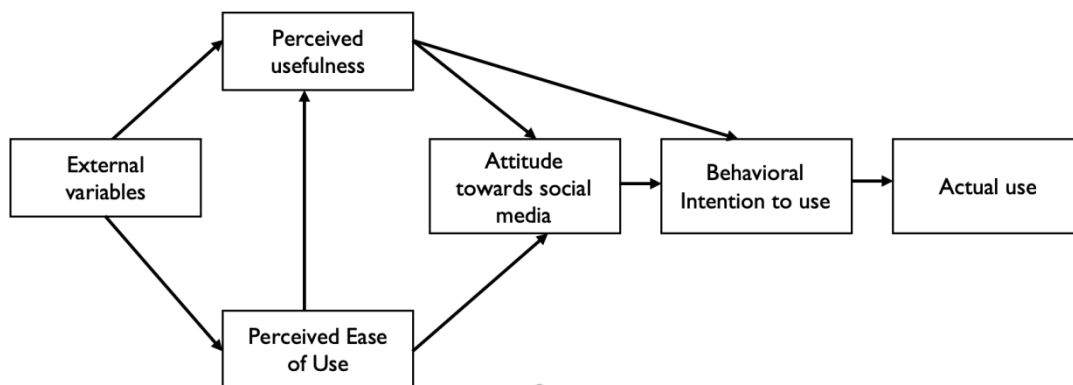 Perceived
usefulness
External
variables
Attitude
towards social
media
Behavioral
Intention to use
Actual use
Perceived Ease
of Use